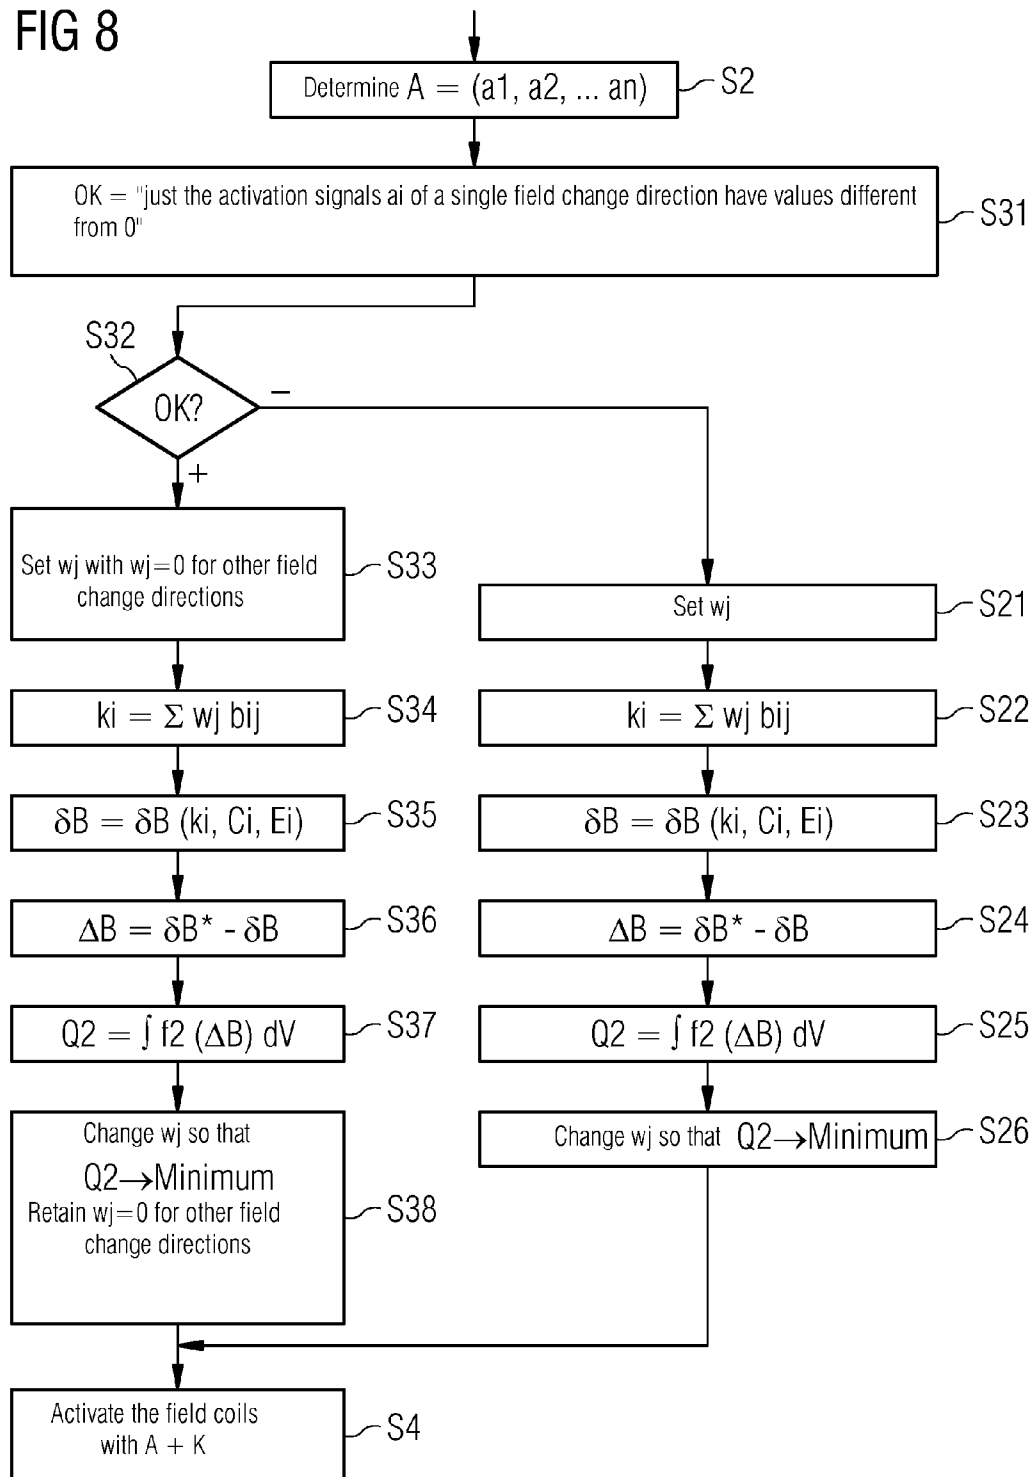 FIG 8
Determine A = (a1, a2, ... an)
S2
OK = "just the activation signals ai of a single field change direction have values different
from 0"
S31
S32
OK?
−
+
Set wj with wj=0 for other field
change directions
S33
Set wj
S21
ki = Σ wj bij
S34
ki = Σ wj bij
S22
δB = δB (ki, Ci, Ei)
S35
δB = δB (ki, Ci, Ei)
S23
ΔB = δB* - δB
S36
ΔB = δB* - δB
S24
Q2 = ∫ f2 (ΔB) dV
S37
Q2 = ∫ f2 (ΔB) dV
S25
Change wj so that
Q2→Minimum
Retain wj=0 for other field
change directions
S38
Change wj so that Q2→Minimum
S26
Activate the field coils
with A + K
S4